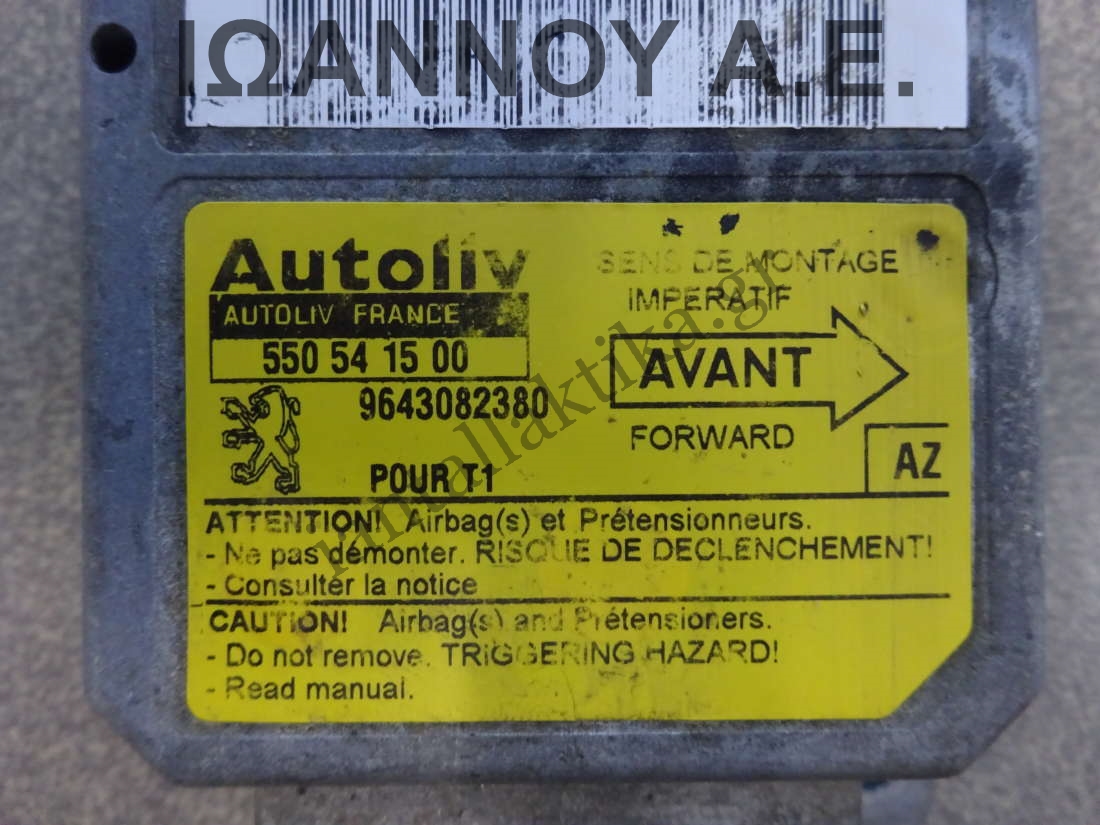 ΙΩΑΝΝΟΥ Α.Ε.
Autoliv
AUTOLIV FRANCE
550 54 15 00
9643082380
POUR T1
SENS DE MONTAGE
IMPERATIF
AVANT
FORWARD
AZ
ATTENTION! Airbag(s) et Prétensionneurs.
- Ne pas démonter. RISQUE DE DECLENCHEMENT!
- Consulter la notice
CAUTION! Airbag(s) and Prétensioners.
- Do not remove. TRIGGERING HAZARD!
- Read manual.
antallaktika.gr